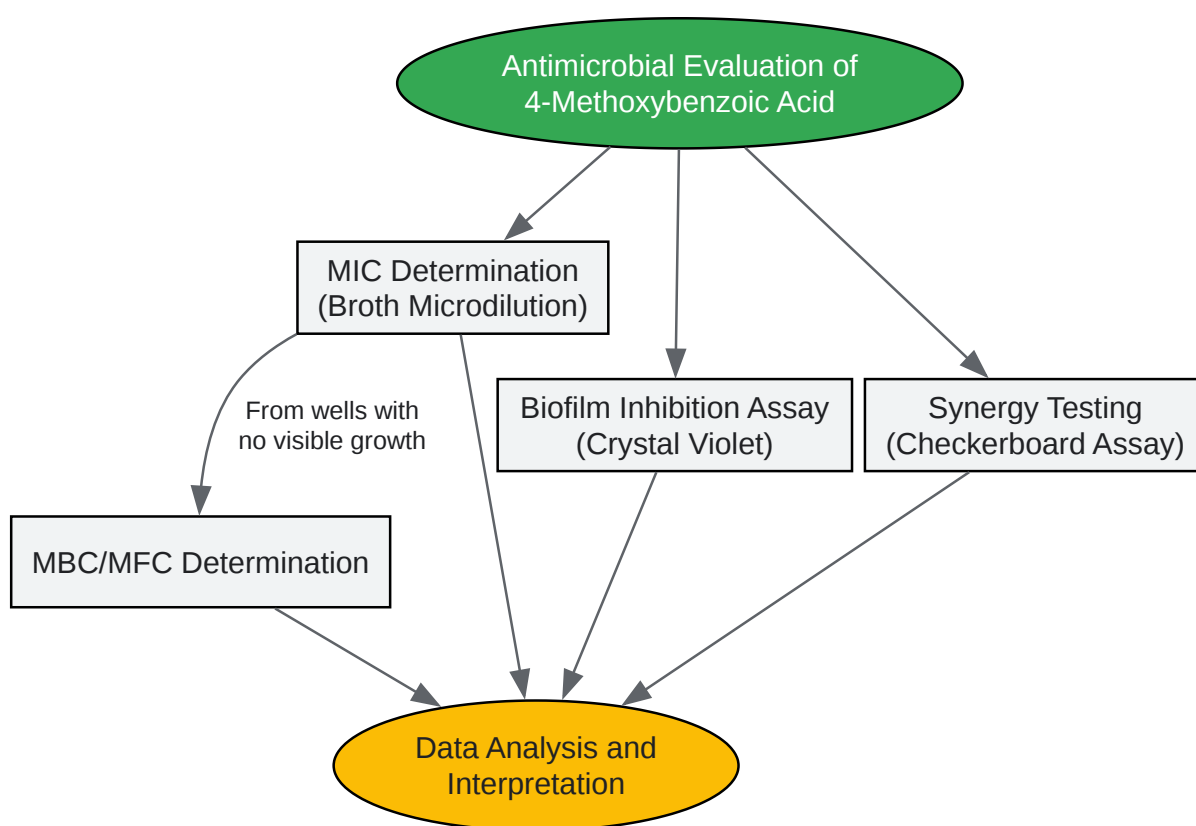 Antimicrobial Evaluation of
4-Methoxybenzoic Acid
MIC Determination
(Broth Microdilution)
From wells with
no visible growth
Biofilm Inhibition Assay
(Crystal Violet)
Synergy Testing
(Checkerboard Assay)
MBC/MFC Determination
Data Analysis and
Interpretation